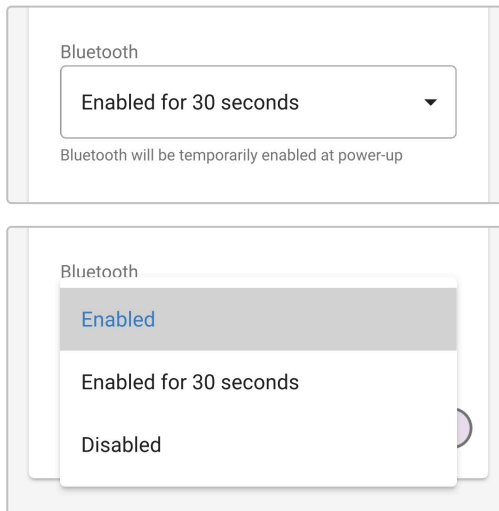 Bluetooth
Enabled for 30 seconds
Bluetooth will be temporarily enabled at power-up
Bluetooth
Enabled
Enabled for 30 seconds
Disabled